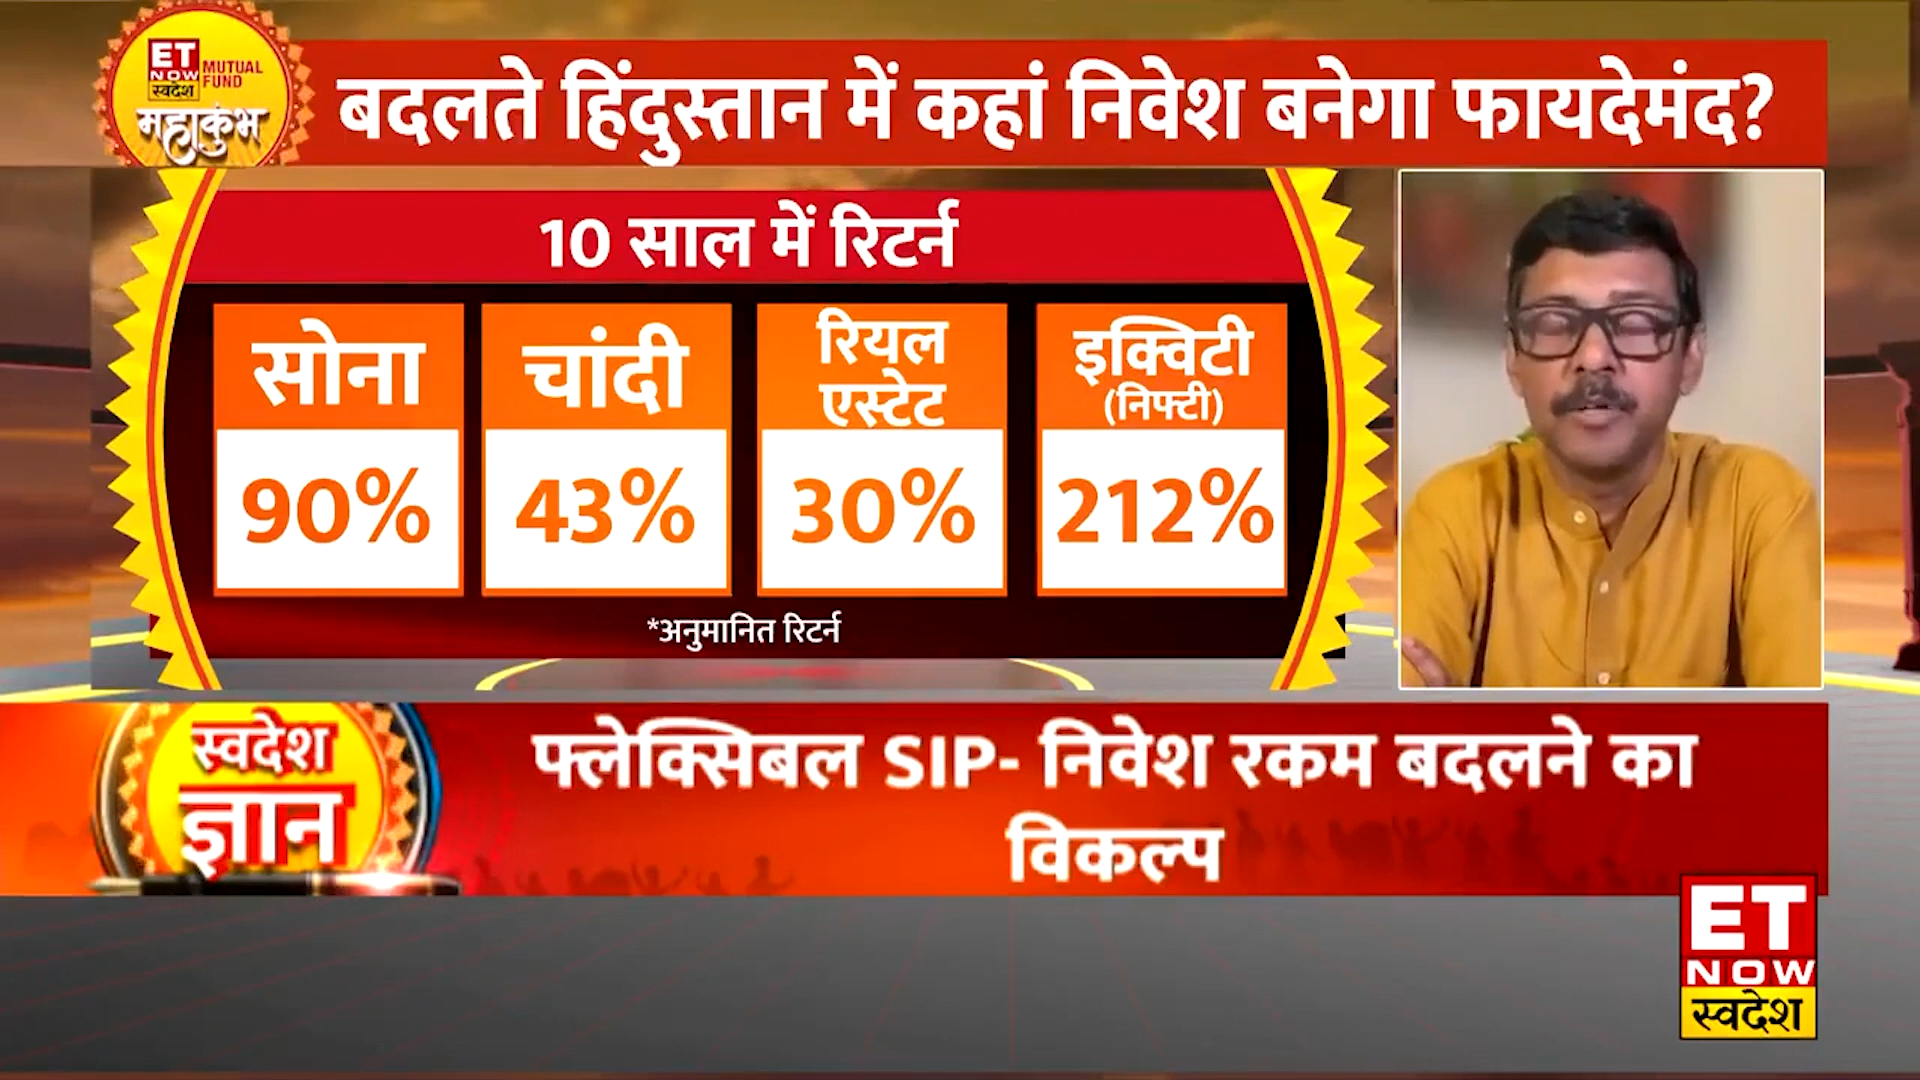 ET
NOW
स्वदेश
MUTUAL
FUND
महाकुंभ
बदलते हिंदुस्तान में कहां निवेश बनेगा फायदेमंद?
10 साल में रिटर्न
सोना
90%
चांदी
43%
रियल
एस्टेट
30%
इक्विटी
(निफ्टी)
212%
*अनुमानित रिटर्न
स्वदेश
ज्ञान
फ्लेक्सिबल SIP- निवेश रकम बदलने का
विकल्प
ET
NOW
स्वदेश